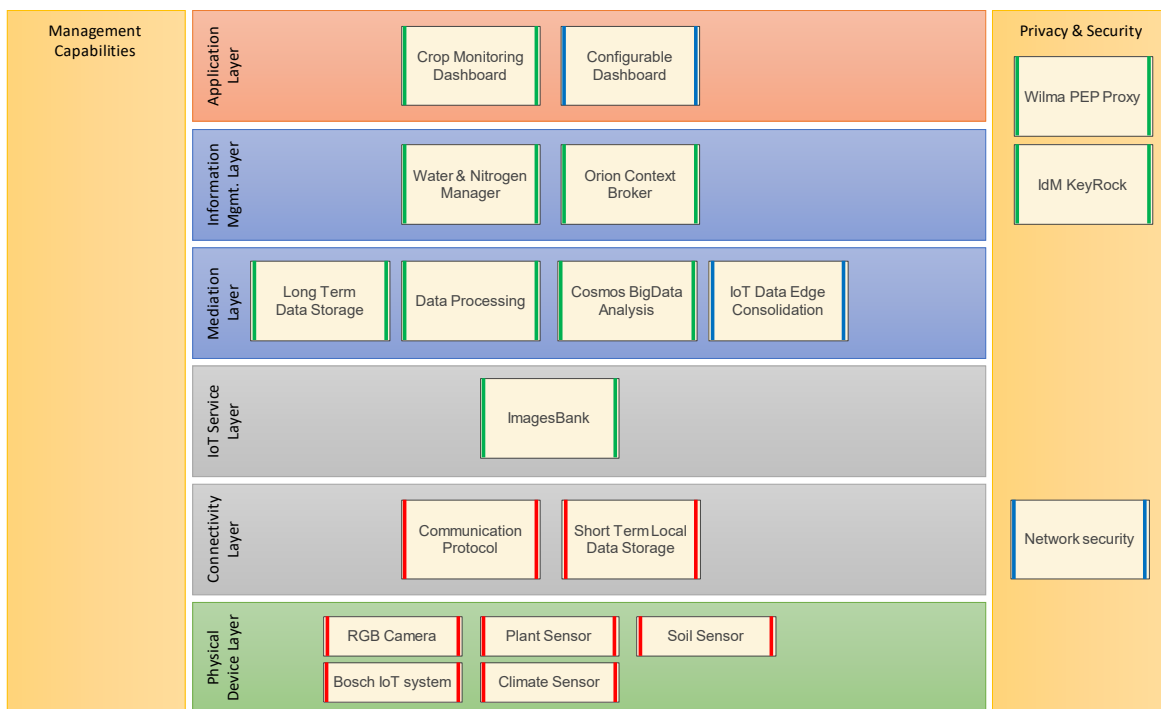 Management
Capabilities
Application
Layer
Crop Monitoring
Dashboard
Configurable
Dashboard
Information
Mgmt. Layer
Water & Nitrogen
Manager
Orion Context
Broker
Mediation
Layer
Long Term
Data Storage
Data Processing
Cosmos BigData
Analysis
IoT Data Edge
Consolidation
IoT Service
Layer
ImagesBank
Connectivity
Layer
Communication
Protocol
Short Term Local
Data Storage
Physical
Device Layer
RGB Camera
Plant Sensor
Soil Sensor
Bosch IoT system
Climate Sensor
Privacy & Security
Wilma PEP Proxy
IdM KeyRock
Network security